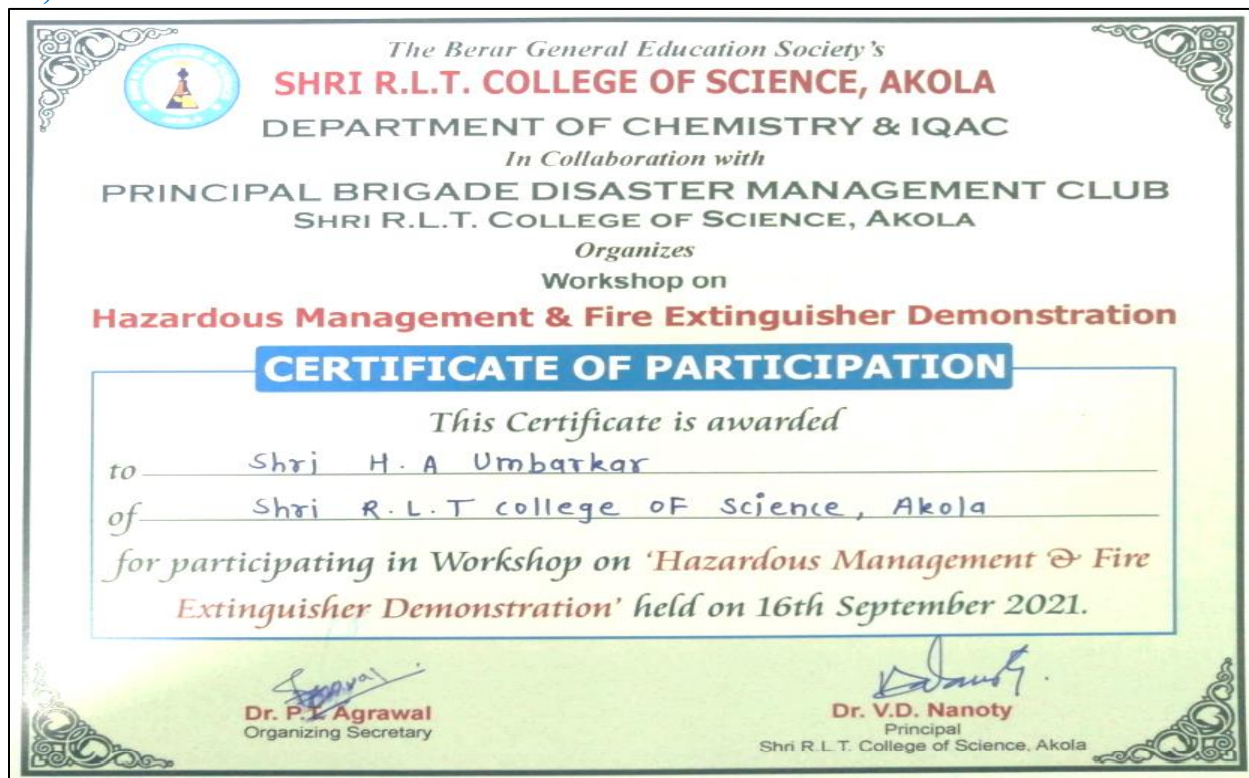 The Berar General Education Society's
SHRI R.L.T. COLLEGE OF SCIENCE, AKOLA
DEPARTMENT OF CHEMISTRY & IQAC
In Collaboration with
PRINCIPAL BRIGADE DISASTER MANAGEMENT CLUB
SHRI R.L.T. COLLEGE OF SCIENCE, AKOLA
Organizes
Workshop on
Hazardous Management & Fire Extinguisher Demonstration
CERTIFICATE OF PARTICIPATION
This Certificate is awarded
to Shri H. A Umbarkar
of Shri R. L. T college of Science, Akola
for participating in Workshop on 'Hazardous Management & Fire
Extinguisher Demonstration' held on 16th September 2021.
Dr. Agrawal
Organizing Secretary
Dr. V.D. Nanoty
Principal
Shri R.L.T. College of Science, Akola